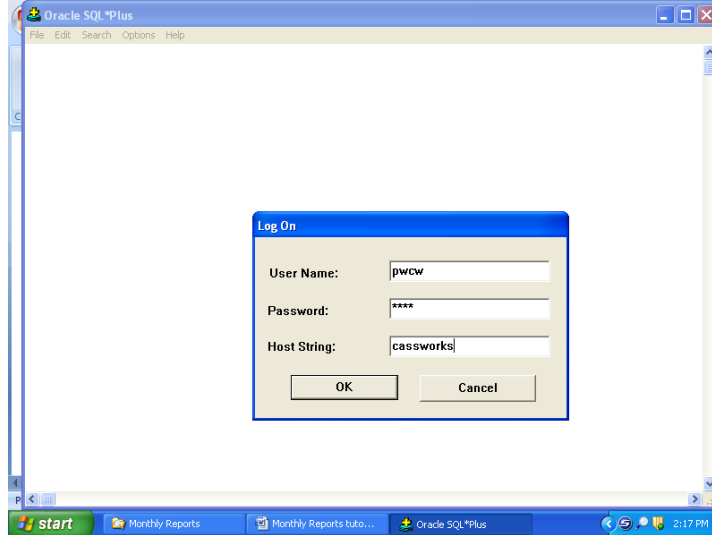 Oracle SQL*Plus
File Edit Search Options Help
Log On
User Name: pwcw
Password: ****
Host String: cassworks
OK Cancel
start Monthly Reports Monthly Reports tuto... Oracle SQL*Plus 2:17 PM